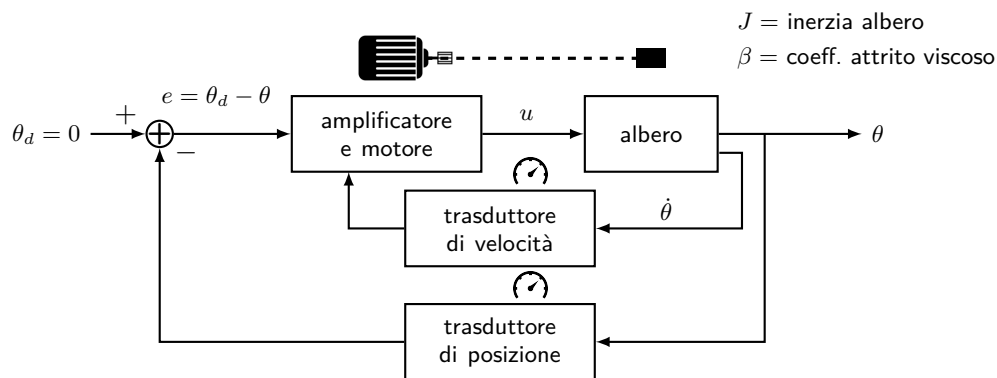 J = inerzia albero
β = coeff. attrito viscoso
e = θ_d − θ
θ_d = 0
+
−
amplificatore
e motore
u
albero
θ
trasduttore
di velocità
θ̇
trasduttore
di posizione